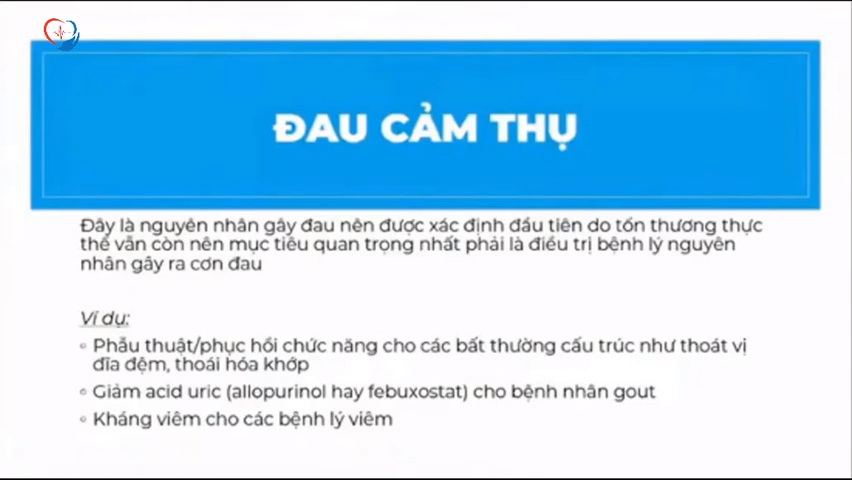 ĐAU CẢM THỤ
Đây là nguyên nhân gây đau nên được xác định đầu tiên do tổn thương thực
thể vẫn còn nên mục tiêu quan trọng nhất phải là điều trị bệnh lý nguyên
nhân gây ra cơn đau
Ví dụ:
◦ Phẫu thuật/phục hồi chức năng cho các bất thường cấu trúc như thoát vị
đĩa đệm, thoái hóa khớp
◦ Giảm acid uric (allopurinol hay febuxostat) cho bệnh nhân gout
◦ Kháng viêm cho các bệnh lý viêm